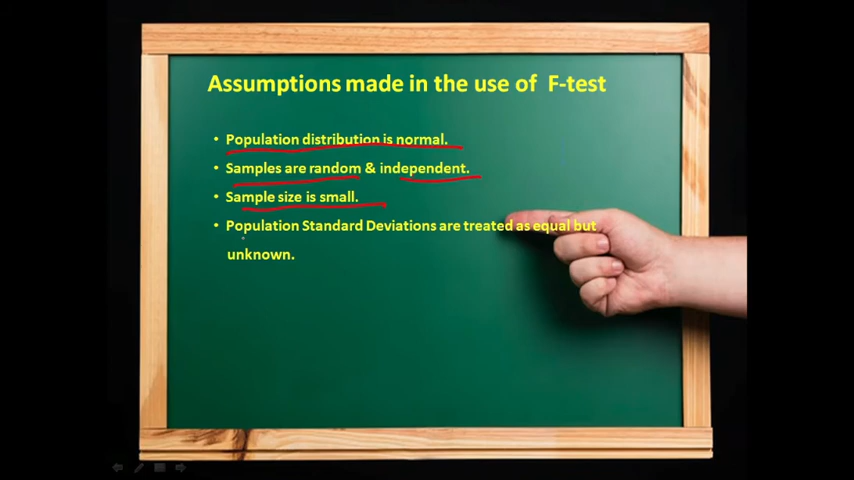 Assumptions made in the use of F-test
• Population distribution is normal.
• Samples are random & independent.
• Sample size is small.
• Population Standard Deviations are treated as equal but
unknown.